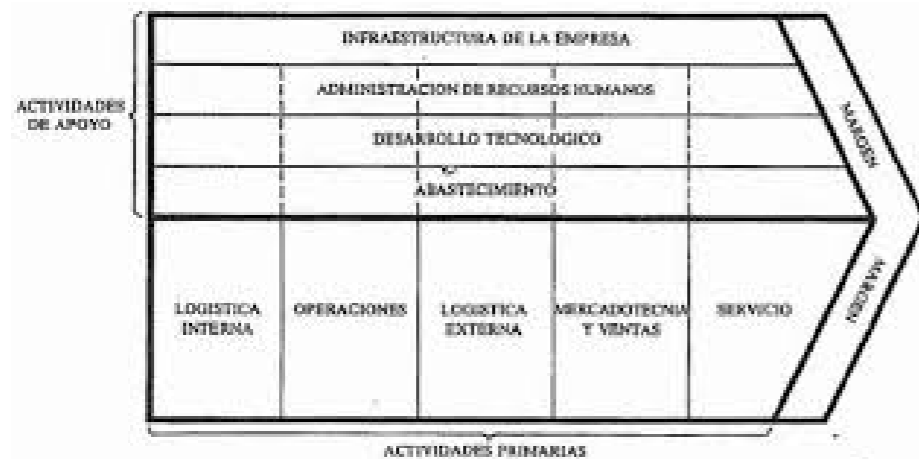 INFRAESTRUCTURA DE LA EMPRESA
ADMINISTRACION DE RECURSOS HUMANOS
DESARROLLO TECNOLOGICO
ABASTECIMIENTO
ACTIVIDADES
DE APOYO
MARGEN
MARGEN
LOGISTICA
INTERNA
OPERACIONES
LOGISTICA
EXTERNA
MERCADOTECNIA
Y VENTAS
SERVICIO
ACTIVIDADES PRIMARIAS